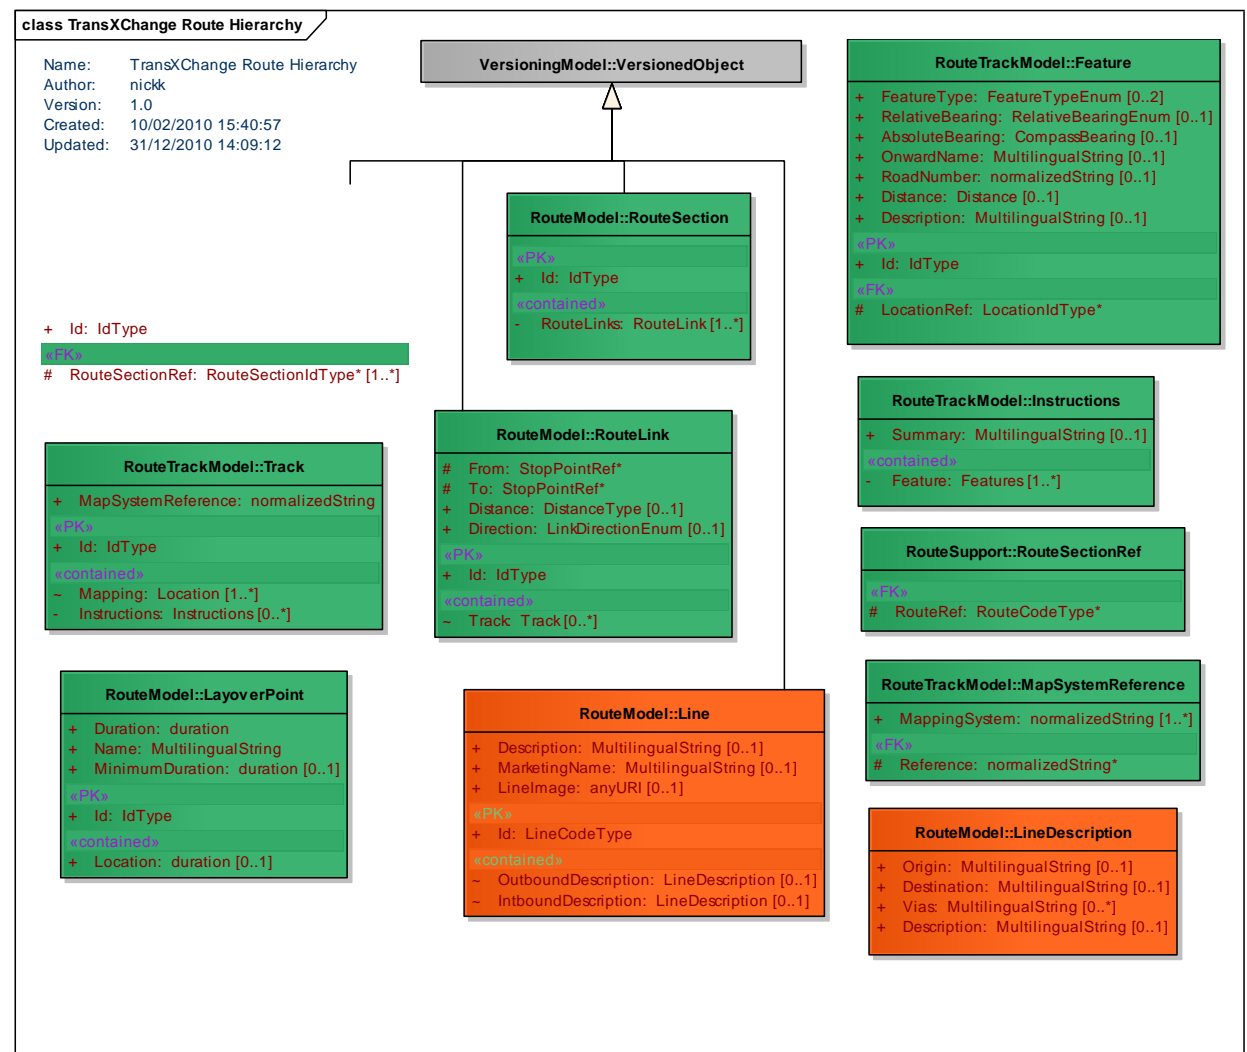 class TransXChange Route Hierarchy
Name: TransXChange Route Hierarchy
Author: nickk
Version: 1.0
Created: 10/02/2010 15:40:57
Updated: 31/12/2010 14:09:12
VersioningModel::VersionedObject
RouteTrackModel::Feature
+ FeatureType: FeatureTypeEnum [0..2]
+ RelativeBearing: RelativeBearingEnum [0..1]
+ AbsoluteBearing: CompassBearing [0..1]
+ OnwardName: MultilingualString [0..1]
+ RoadNumber: normalizedString [0..1]
+ Distance: Distance [0..1]
+ Description: MultilingualString [0..1]
«PK»
+ Id: IdType
«FK»
# LocationRef: LocationIdType*
RouteModel::RouteSection
«PK»
+ Id: IdType
«contained»
- RouteLinks: RouteLink [1..*]
+ Id: IdType
«FK»
# RouteSectionRef: RouteSectionIdType* [1..*]
RouteTrackModel::Instructions
+ Summary: MultilingualString [0..1]
«contained»
- Feature: Features [1..*]
RouteModel::RouteLink
# From: StopPointRef*
# To: StopPointRef*
+ Distance: DistanceType [0..1]
+ Direction: LinkDirectionEnum [0..1]
«PK»
+ Id: IdType
«contained»
~ Track: Track [0..*]
RouteTrackModel::Track
+ MapSystemReference: normalizedString
«PK»
+ Id: IdType
«contained»
~ Mapping: Location [1..*]
- Instructions: Instructions [0..*]
RouteSupport::RouteSectionRef
«FK»
# RouteRef: RouteCodeType*
RouteModel::LayoverPoint
+ Duration: duration
+ Name: MultilingualString
+ MinimumDuration: duration [0..1]
«PK»
+ Id: IdType
«contained»
+ Location: duration [0..1]
RouteModel::Line
+ Description: MultilingualString [0..1]
+ MarketingName: MultilingualString [0..1]
+ LineImage: anyURI [0..1]
«PK»
+ Id: LineCodeType
«contained»
~ OutboundDescription: LineDescription [0..1]
~ IntboundDescription: LineDescription [0..1]
RouteTrackModel::MapSystemReference
+ MappingSystem: normalizedString [1..*]
«FK»
# Reference: normalizedString*
RouteModel::LineDescription
+ Origin: MultilingualString [0..1]
+ Destination: MultilingualString [0..1]
+ Vias: MultilingualString [0..*]
+ Description: MultilingualString [0..1]